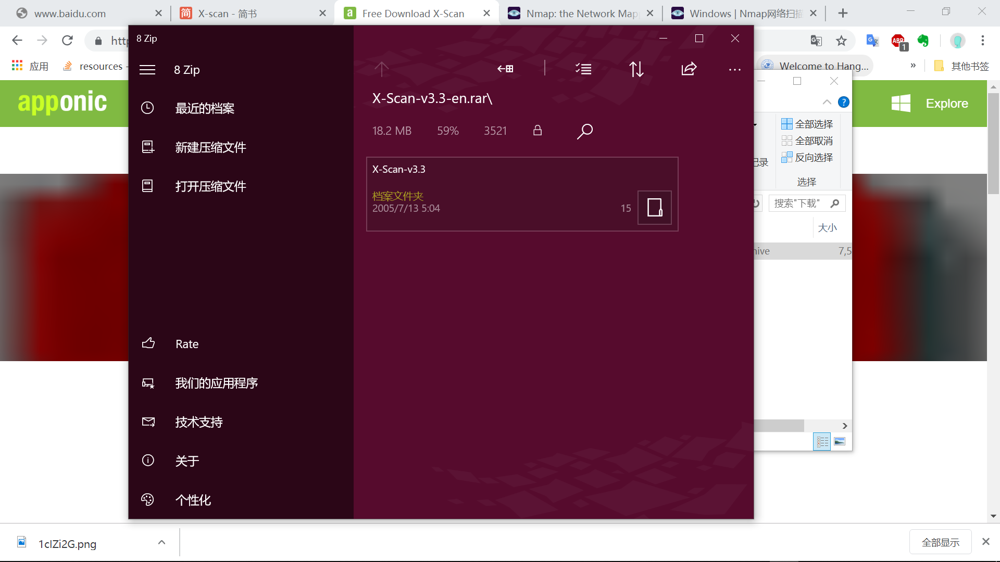 www.baidu.com
X-scan - 简书
Free Download X-Scan
Nmap: the Network Map
Windows | Nmap网络扫描
8 Zip
ABP
1
应用
resources -
Welcome to Hang...
»
其他书签
8 Zip
apponic
Explore
最近的档案
新建压缩文件
打开压缩文件
X-Scan-v3.3-en.rar\
18.2 MB
59%
3521
X-Scan-v3.3
档案文件夹
2005/7/13 5:04
15
全部选择
全部取消
反向选择
选择
搜索"下载"
大小
7,5
Rate
我们的应用程序
技术支持
关于
个性化
1cIZi2G.png
全部显示